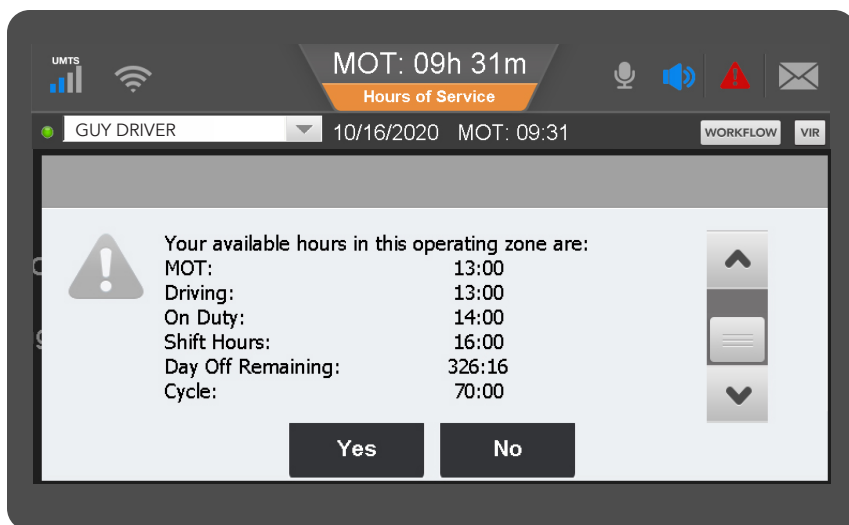 UMTS
MOT: 09h 31m
Hours of Service
GUY DRIVER
10/16/2020 MOT: 09:31
WORKFLOW
VIR
Your available hours in this operating zone are:
MOT: 13:00
Driving: 13:00
On Duty: 14:00
Shift Hours: 16:00
Day Off Remaining: 326:16
Cycle: 70:00
Yes
No